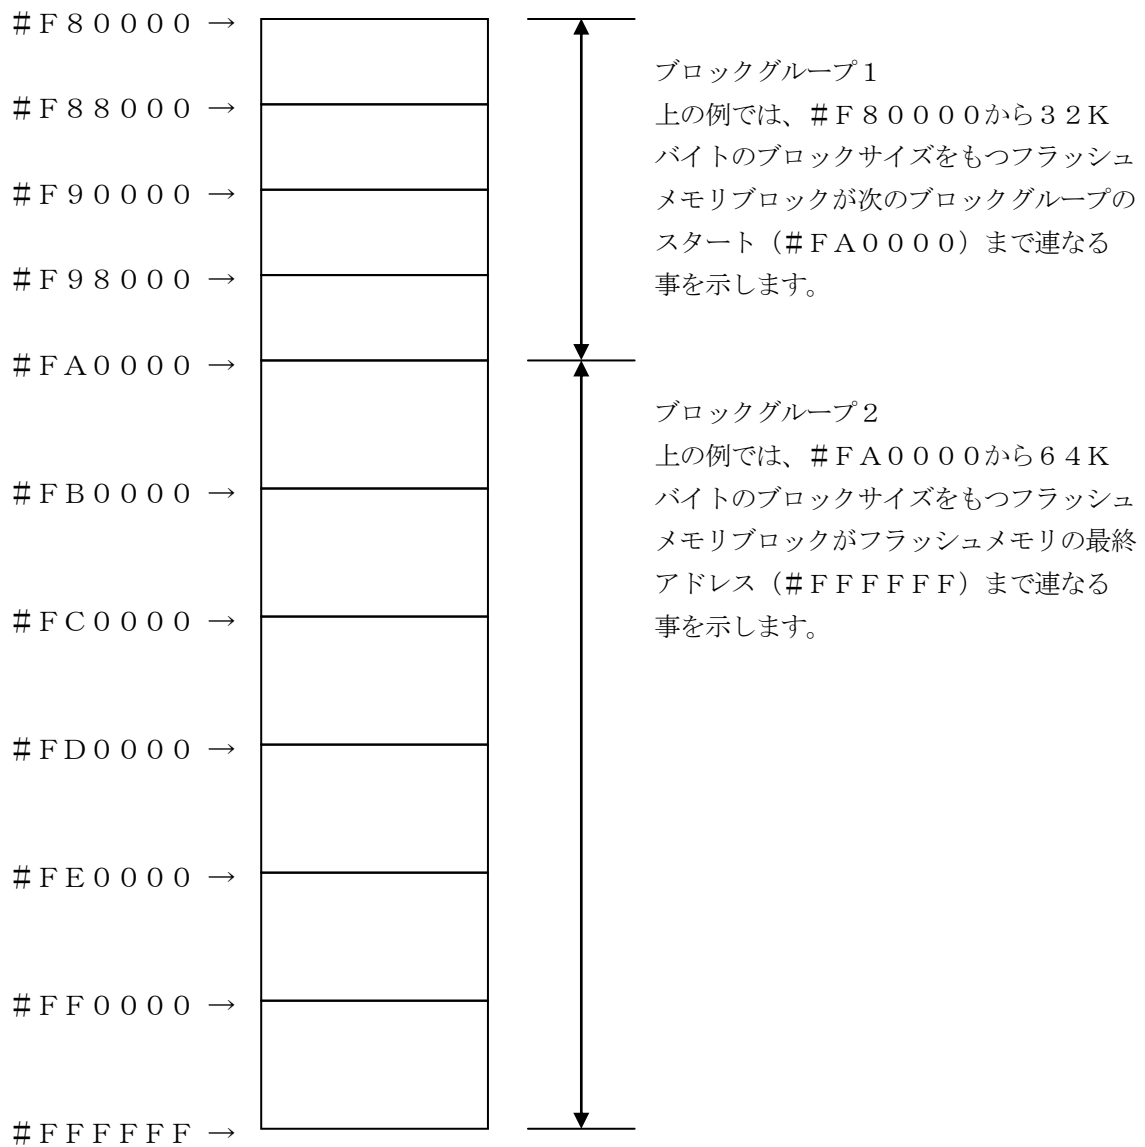 ＃Ｆ８００００ →
＃Ｆ８８０００ →
＃Ｆ９００００ →
＃Ｆ９８０００ →
＃ＦＡ００００ →
＃ＦＢ００００ →
＃ＦＣ００００ →
＃ＦＤ００００ →
＃ＦＥ００００ →
＃ＦＦ００００ →
＃ＦＦＦＦＦＦ →
ブロックグループ１
上の例では、＃Ｆ８００００から３２Ｋ
バイトのブロックサイズをもつフラッシュ
メモリブロックが次のブロックグループの
スタート（＃ＦＡ００００）まで連なる
事を示します。
ブロックグループ２
上の例では、＃ＦＡ００００から６４Ｋ
バイトのブロックサイズをもつフラッシュ
メモリブロックがフラッシュメモリの最終
アドレス（＃ＦＦＦＦＦＦ）まで連なる
事を示します。